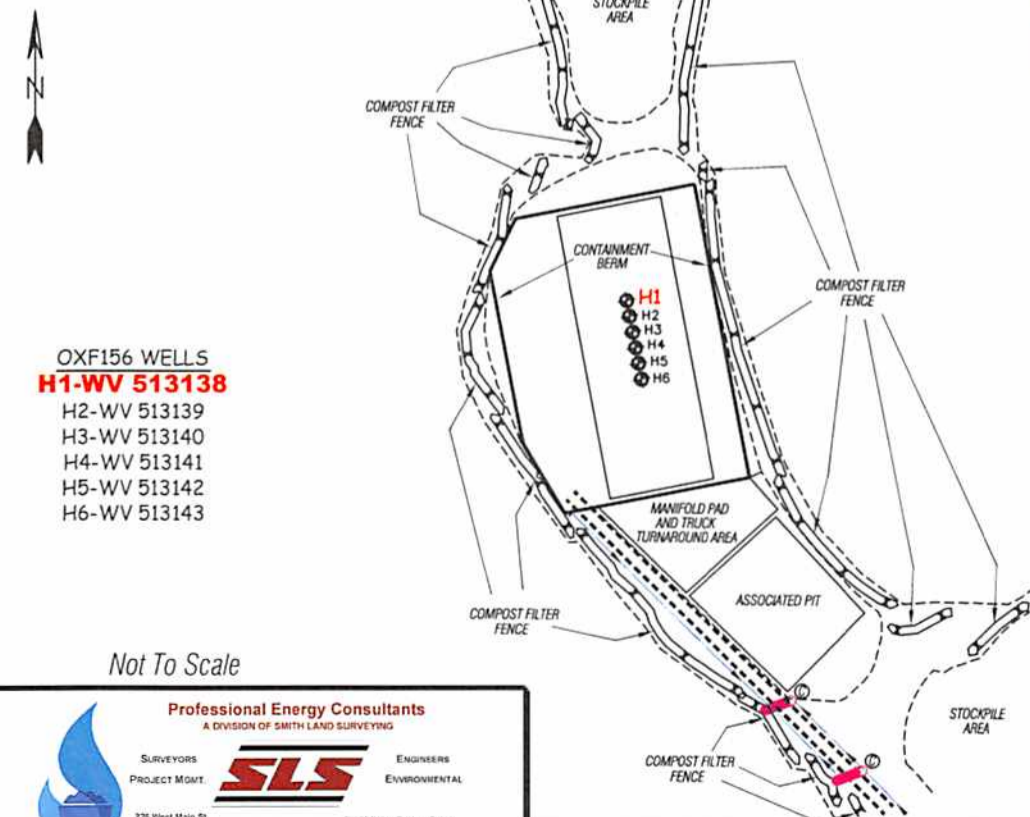 STOCKPILE
AREA
N
COMPOST FILTER
FENCE
CONTAINMENT
BERM
COMPOST FILTER
FENCE
H1
H2
H3
H4
H5
H6
OXF156 WELLS
H1-WV 513138
H2-WV 513139
H3-WV 513140
H4-WV 513141
H5-WV 513142
H6-WV 513143
MANIFOLD PAD
AND TRUCK
TURNAROUND AREA
ASSOCIATED PIT
COMPOST FILTER
FENCE
Not To Scale
STOCKPILE
AREA
COMPOST FILTER
FENCE
C
C
Professional Energy Consultants
A DIVISION OF SMITH LAND SURVEYING
SURVEYORS
PROJECT MGMT.
SLS
ENGINEERS
ENVIRONMENTAL